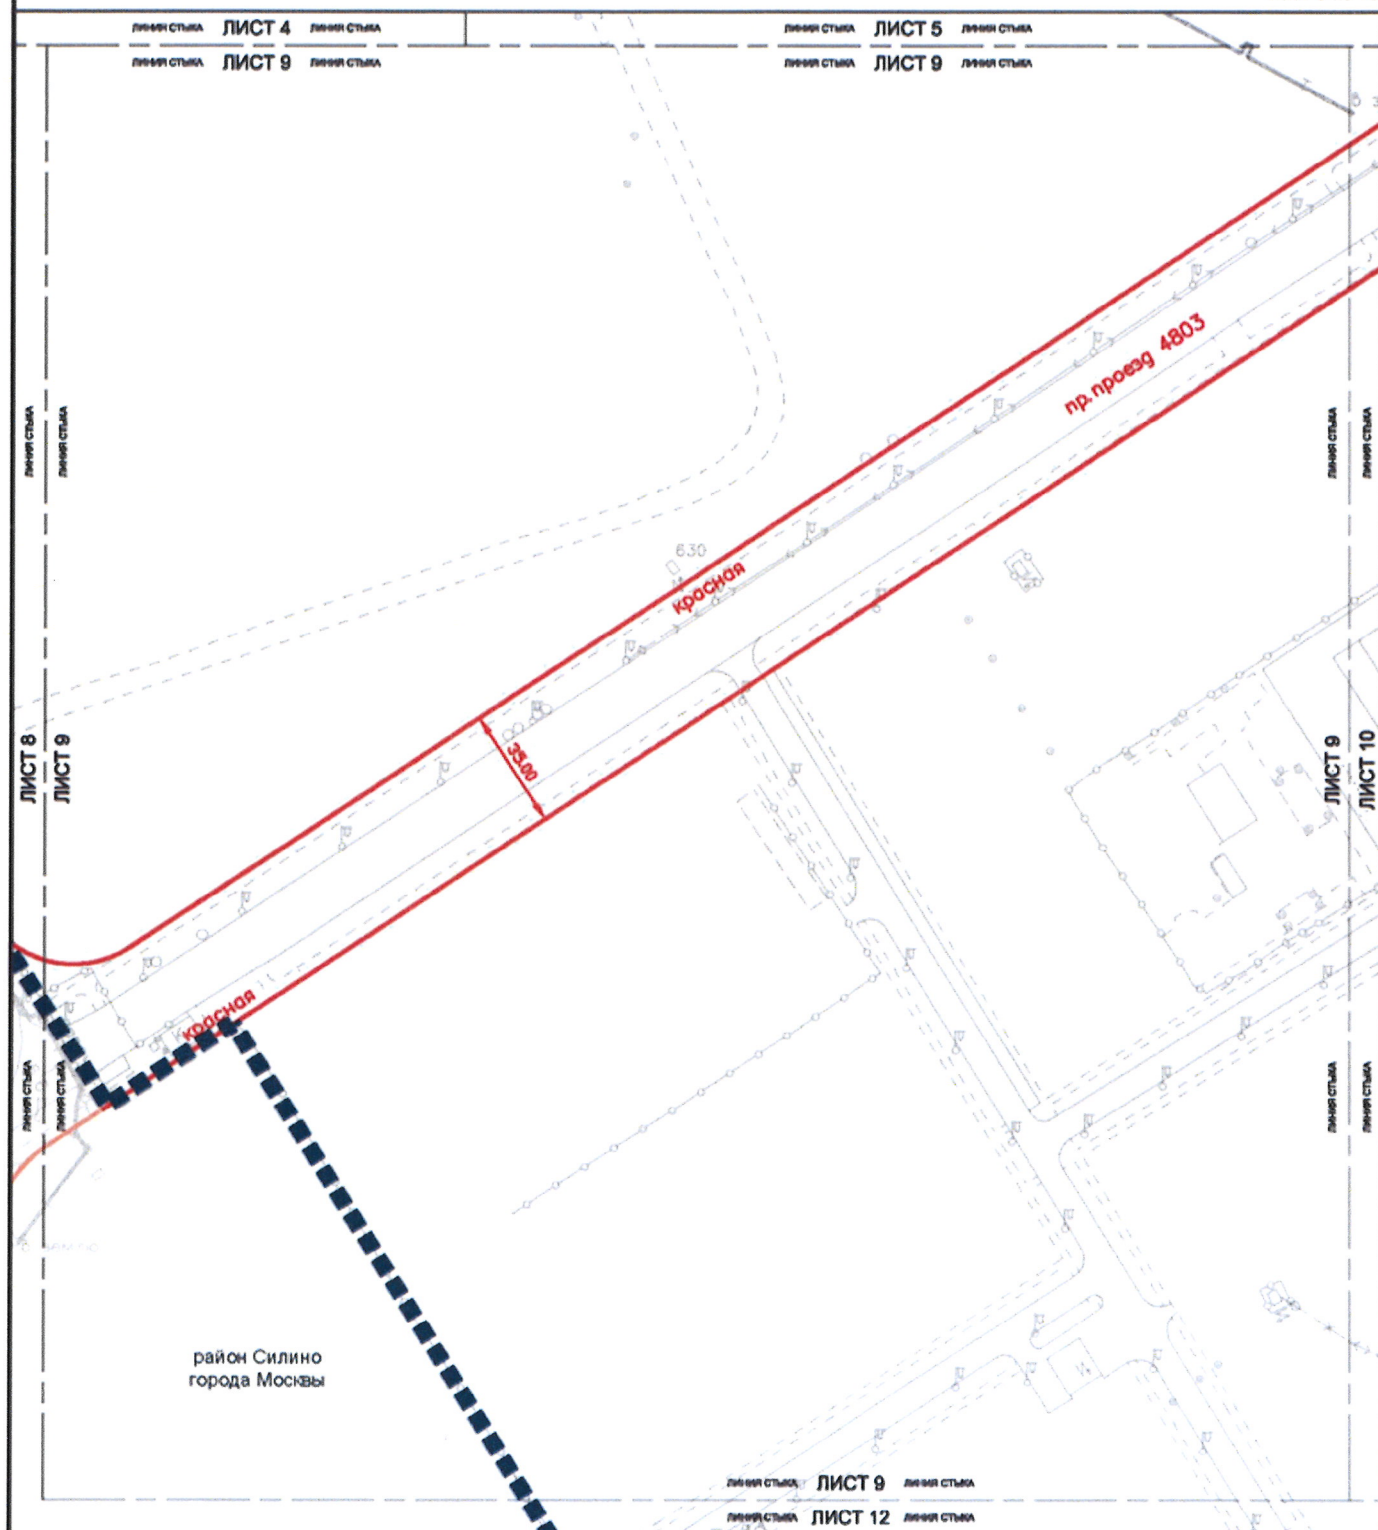 линия стыка ЛИСТ 4 линия стыка
линия стыка ЛИСТ 5 линия стыка
линия стыка ЛИСТ 9 линия стыка
линия стыка ЛИСТ 9 линия стыка
пр. проезд 4803
линия стыка
линия стыка
линия стыка
линия стыка
630
красная
35.00
ЛИСТ 8
ЛИСТ 9
ЛИСТ 9
ЛИСТ 10
красная
линия стыка
линия стыка
линия стыка
линия стыка
район Силино
города Москвы
линия стыка ЛИСТ 9 линия стыка
линия стыка ЛИСТ 12 линия стыка